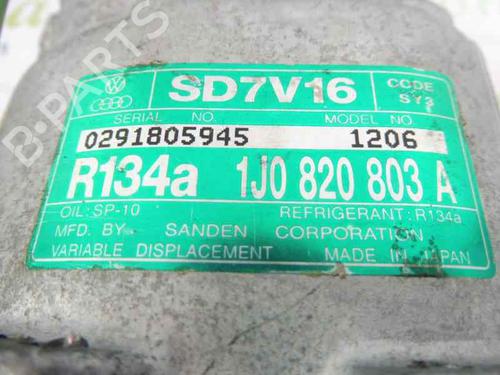 B-PARTS
SD7V16
CODE
SY3
SERIAL NO.
MODEL NO.
0291805945 1206
R134a 1J0 820 803 A
OIL:SP-10 REFRIGERANT:R134a
MFD. BY SANDEN CORPORATION
VARIABLE DISPLACEMENT MADE IN JAPAN